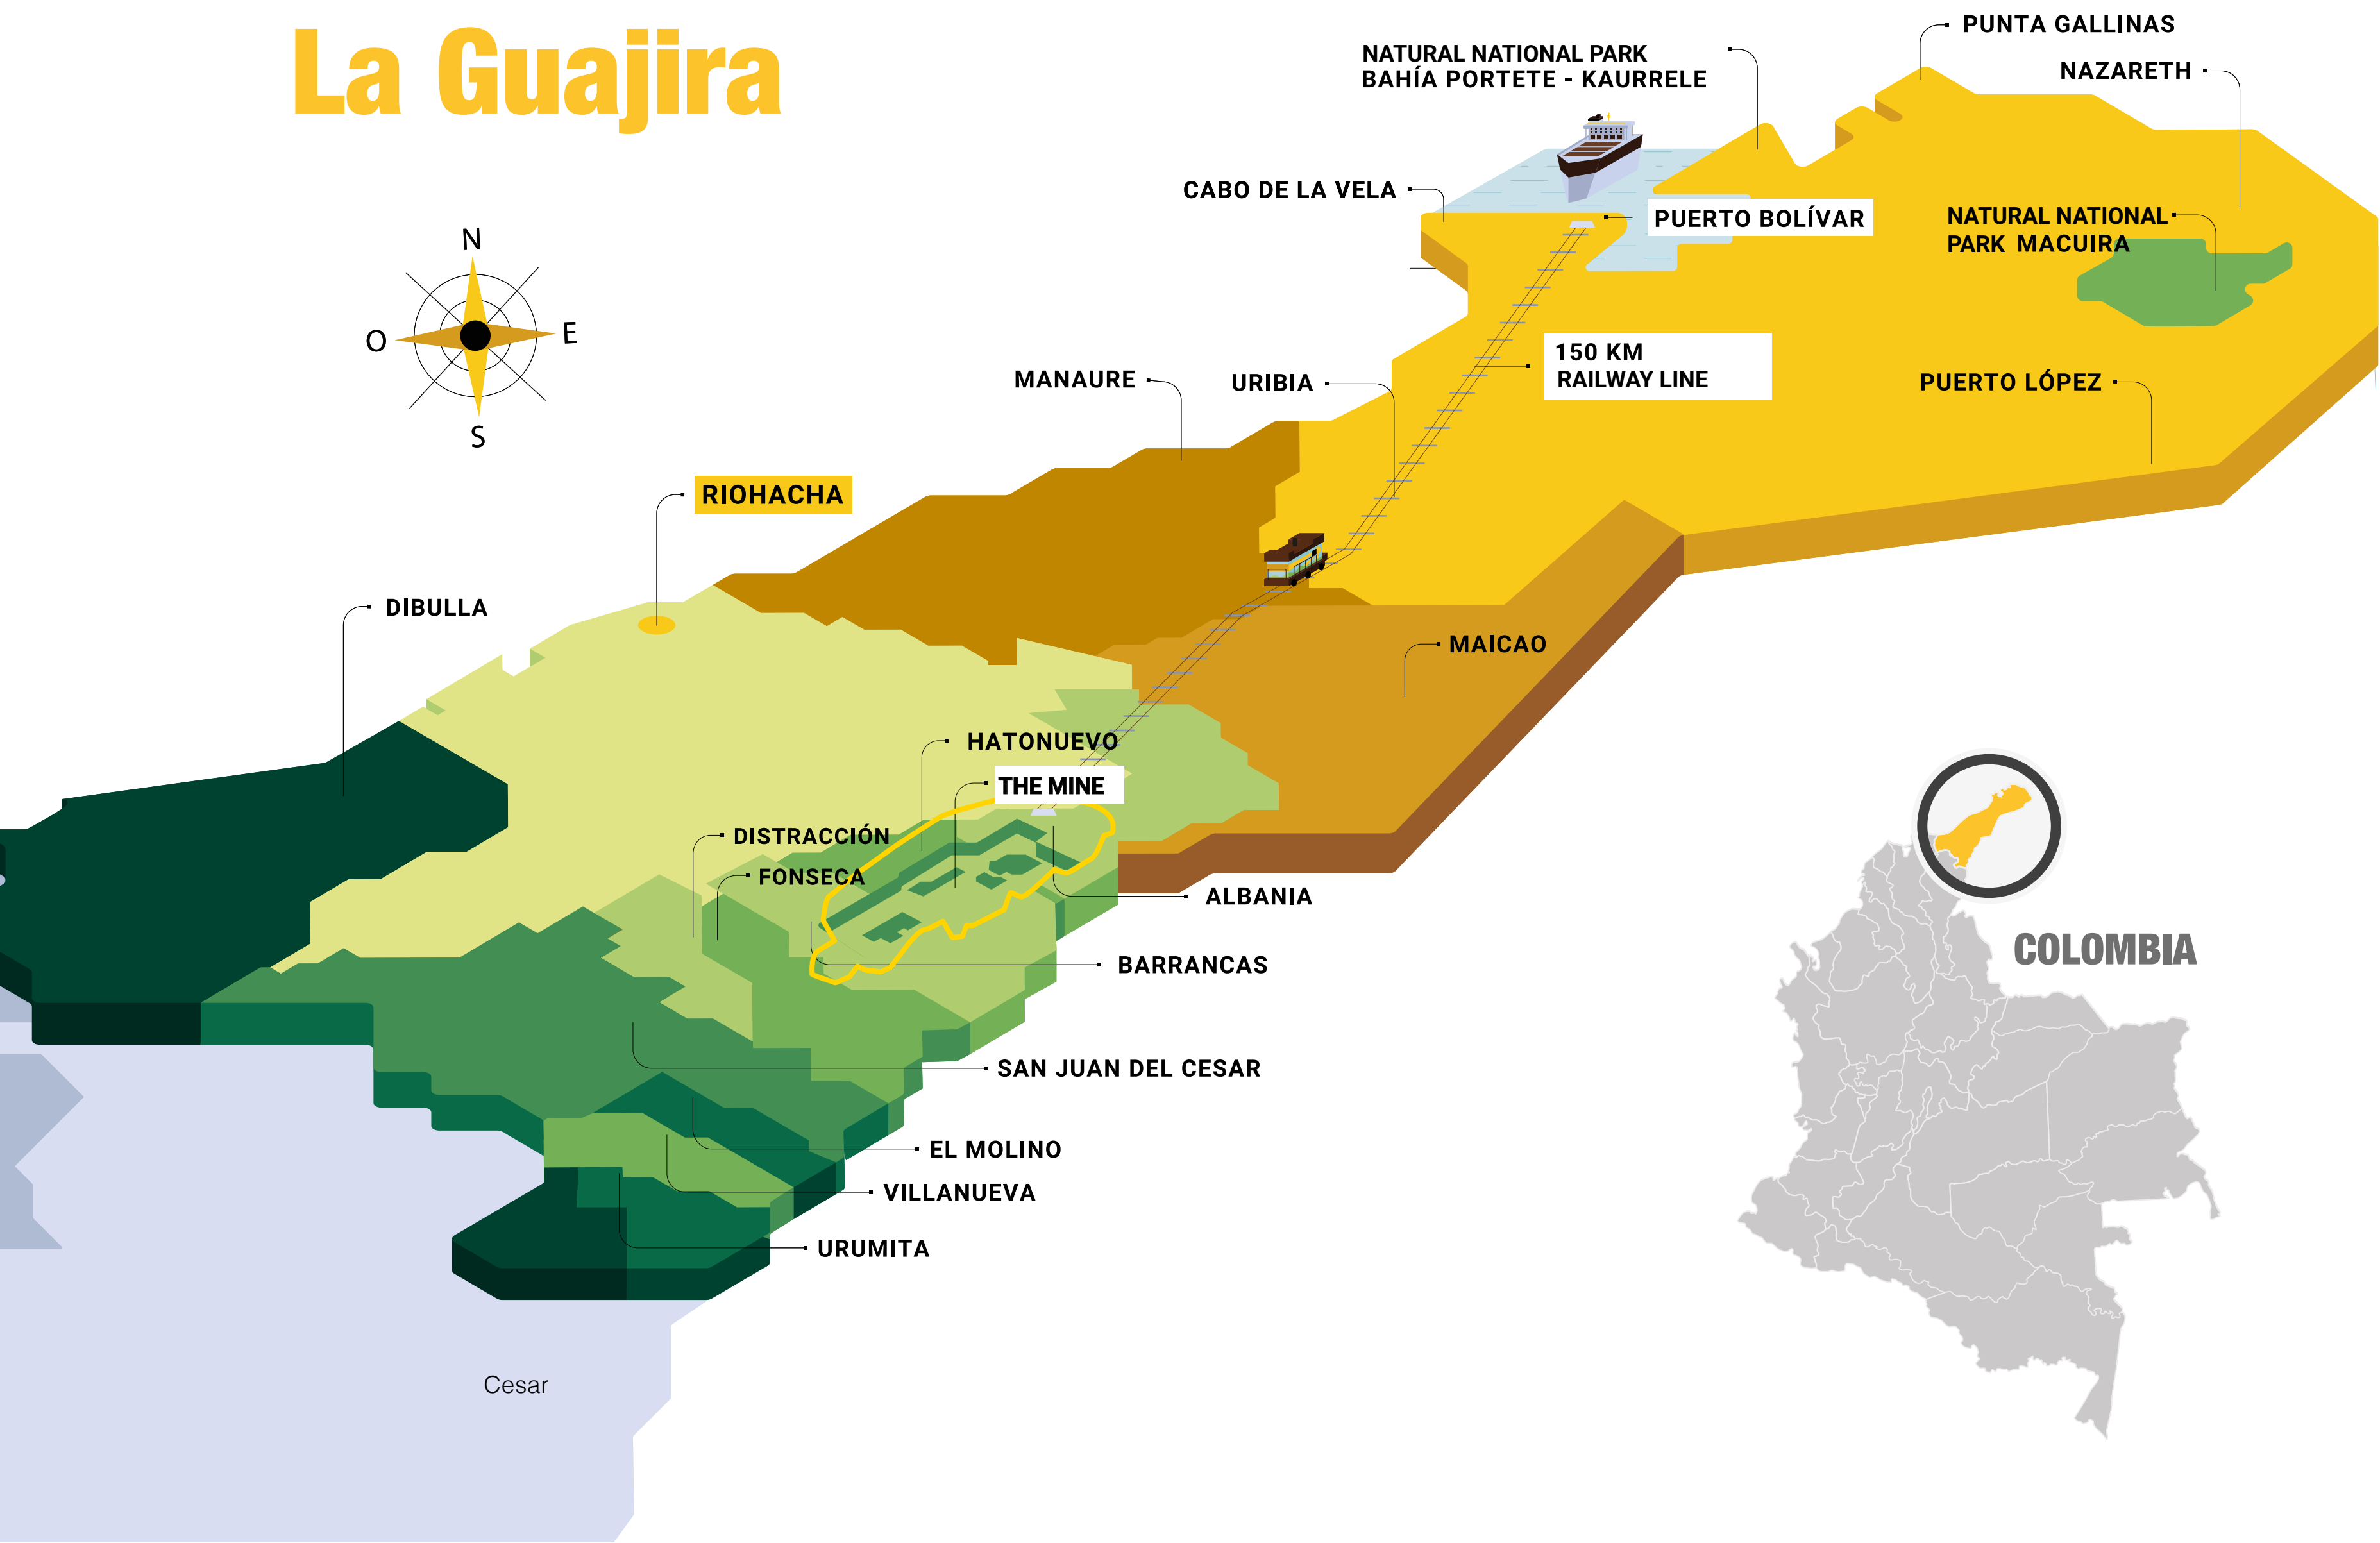 La Guajira
PUNTA GALLINAS
NATURAL NATIONAL PARK
BAHÍA PORTETE - KAURRELE
NAZARETH
CABO DE LA VELA
PUERTO BOLÍVAR
NATURAL NATIONAL
PARK MACUIRA
N
O
E
S
150 KM
RAILWAY LINE
MANAURE
URIBIA
PUERTO LÓPEZ
RIOHACHA
DIBULLA
MAICAO
HATONUEVO
THE MINE
DISTRACCIÓN
FONSECA
ALBANIA
BARRANCAS
COLOMBIA
SAN JUAN DEL CESAR
EL MOLINO
VILLANUEVA
URUMITA
Cesar